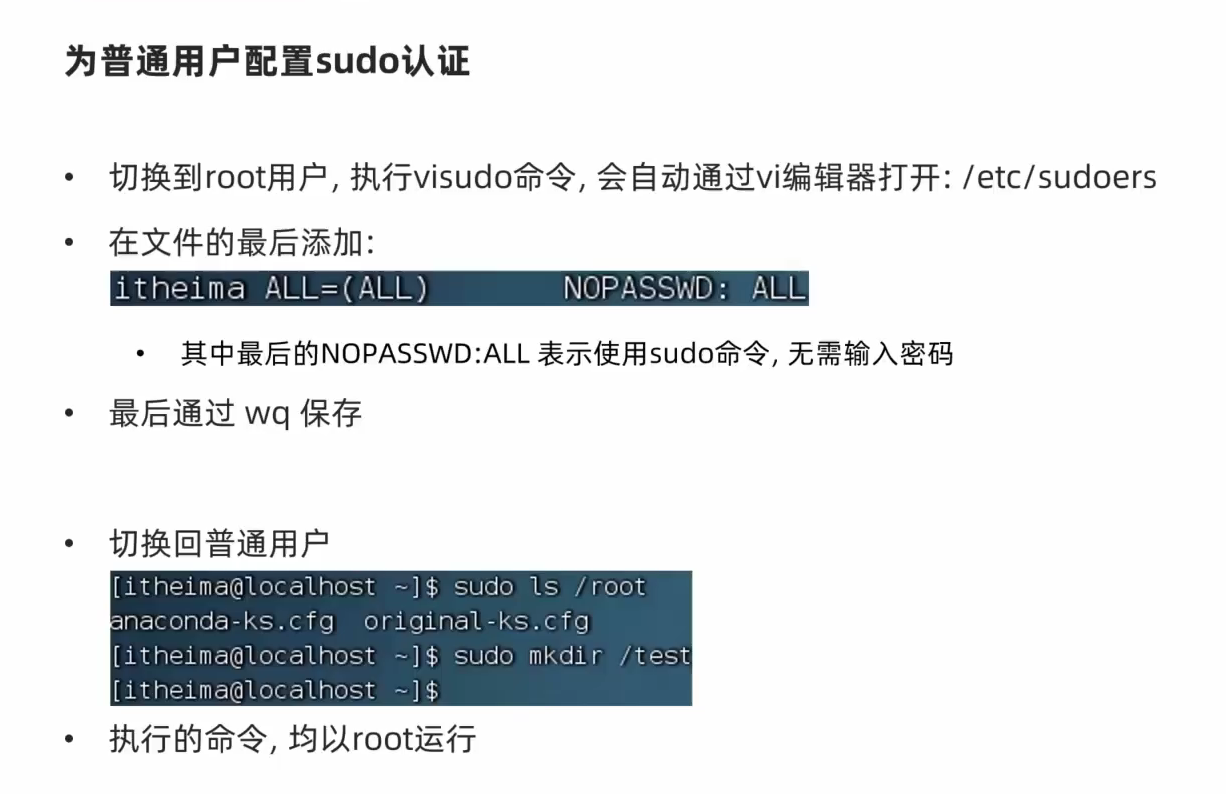 为普通用户配置sudo认证
• 切换到root用户, 执行visudo命令, 会自动通过vi编辑器打开: /etc/sudoers
• 在文件的最后添加:
itheima ALL=(ALL)       NOPASSWD: ALL
• 其中最后的NOPASSWD:ALL 表示使用sudo命令, 无需输入密码
• 最后通过 wq 保存
• 切换回普通用户
[itheima@localhost ~]$ sudo ls /root
anaconda-ks.cfg  original-ks.cfg
[itheima@localhost ~]$ sudo mkdir /test
[itheima@localhost ~]$
• 执行的命令, 均以root运行